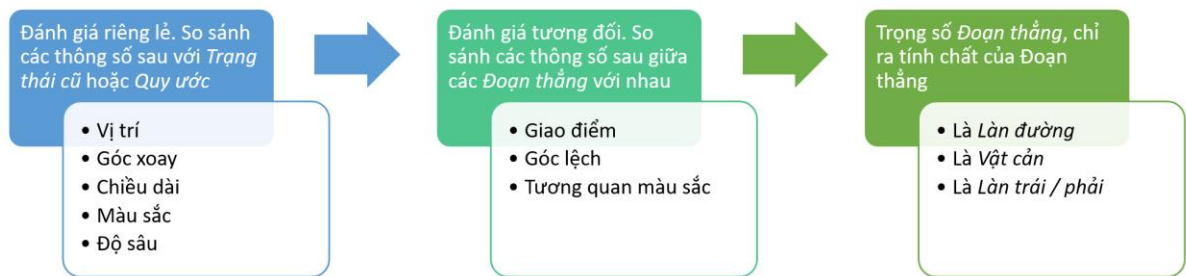 Đánh giá riêng lẻ. So sánh
các thông số sau với Trạng
thái cũ hoặc Quy ước
• Vị trí
• Góc xoay
• Chiều dài
• Màu sắc
• Độ sâu
Đánh giá tương đối. So
sánh các thông số sau giữa
các Đoạn thẳng với nhau
• Giao điểm
• Góc lệch
• Tương quan màu sắc
Trọng số Đoạn thẳng, chỉ
ra tính chất của Đoạn
thẳng
• Là Làn đường
• Là Vật cản
• Là Làn trái / phải